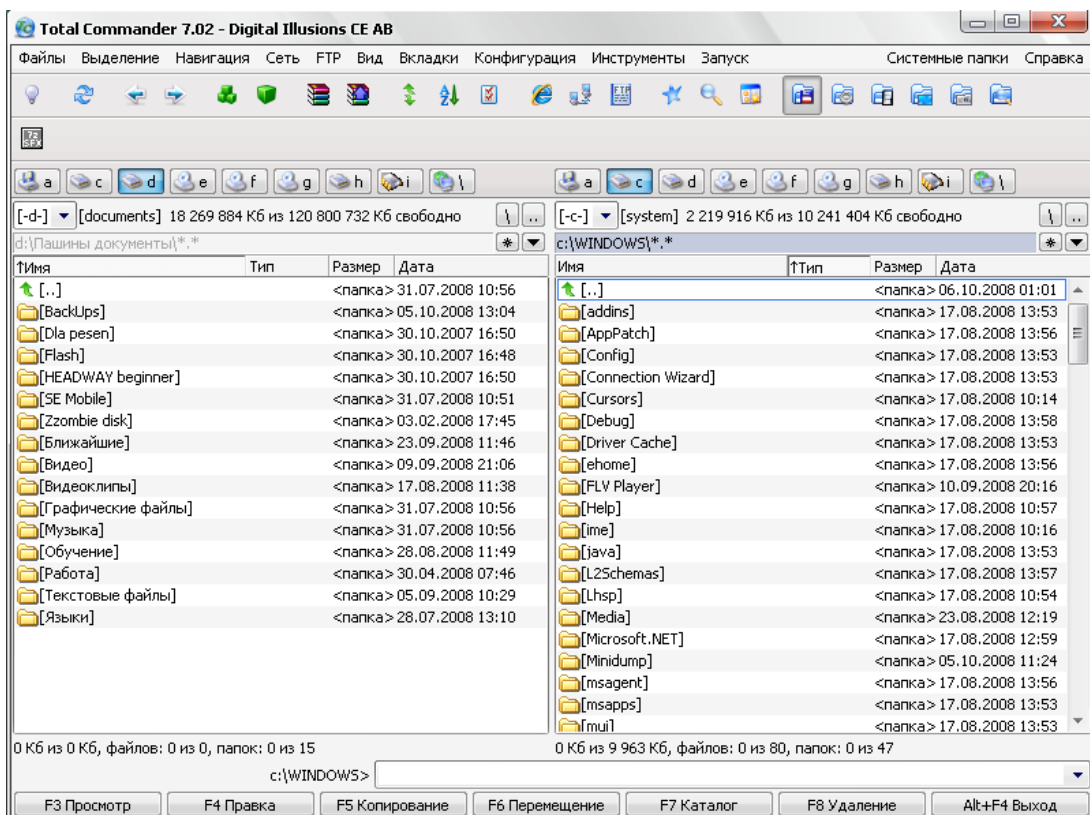 Total Commander 7.02 - Digital Illusions CE AB
Файлы Выделение Навигация Сеть FTP Вид Вкладки Конфигурация Инструменты Запуск Системные папки Справка
a c d e f g h i \
a c d e f g h i \
[-d-] [documents] 18 269 884 Кб из 120 800 732 Кб свободно \ ..
[-c-] [system] 2 219 916 Кб из 10 241 404 Кб свободно \ ..
d:\Пашины документы\*.* *
c:\WINDOWS\*.* *
↑Имя Тип Размер Дата
[..] <папка> 31.07.2008 10:56
[BackUps] <папка> 05.10.2008 13:04
[Dla pesen] <папка> 30.10.2007 16:50
[Flash] <папка> 30.10.2007 16:48
[HEADWAY beginner] <папка> 30.10.2007 16:50
[SE Mobile] <папка> 31.07.2008 10:51
[Zzombie disk] <папка> 03.02.2008 17:45
[Ближайшие] <папка> 23.09.2008 11:46
[Видео] <папка> 09.09.2008 21:06
[Видеоклипы] <папка> 17.08.2008 11:38
[Графические файлы] <папка> 31.07.2008 10:56
[Музыка] <папка> 31.07.2008 10:56
[Обучение] <папка> 28.08.2008 11:49
[Работа] <папка> 30.04.2008 07:46
[Текстовые файлы] <папка> 05.09.2008 10:29
[Языки] <папка> 28.07.2008 13:10
0 Кб из 0 Кб, файлов: 0 из 0, папок: 0 из 15
Имя ↑Тип Размер Дата
[..] <папка> 06.10.2008 01:01
[addins] <папка> 17.08.2008 13:53
[AppPatch] <папка> 17.08.2008 13:56
[Config] <папка> 17.08.2008 13:53
[Connection Wizard] <папка> 17.08.2008 13:53
[Cursors] <папка> 17.08.2008 10:14
[Debug] <папка> 17.08.2008 13:58
[Driver Cache] <папка> 17.08.2008 13:53
[ehome] <папка> 17.08.2008 13:56
[FLV Player] <папка> 10.09.2008 20:16
[Help] <папка> 17.08.2008 10:57
[ime] <папка> 17.08.2008 10:16
[java] <папка> 17.08.2008 13:53
[L2Schemas] <папка> 17.08.2008 13:57
[Lhsp] <папка> 17.08.2008 10:54
[Media] <папка> 23.08.2008 12:19
[Microsoft.NET] <папка> 17.08.2008 12:59
[Minidump] <папка> 05.10.2008 11:24
[msagent] <папка> 17.08.2008 13:56
[msapps] <папка> 17.08.2008 13:53
[mui] <папка> 17.08.2008 13:53
0 Кб из 9 963 Кб, файлов: 0 из 80, папок: 0 из 47
c:\WINDOWS>
F3 Просмотр F4 Правка F5 Копирование F6 Перемещение F7 Каталог F8 Удаление Alt+F4 Выход